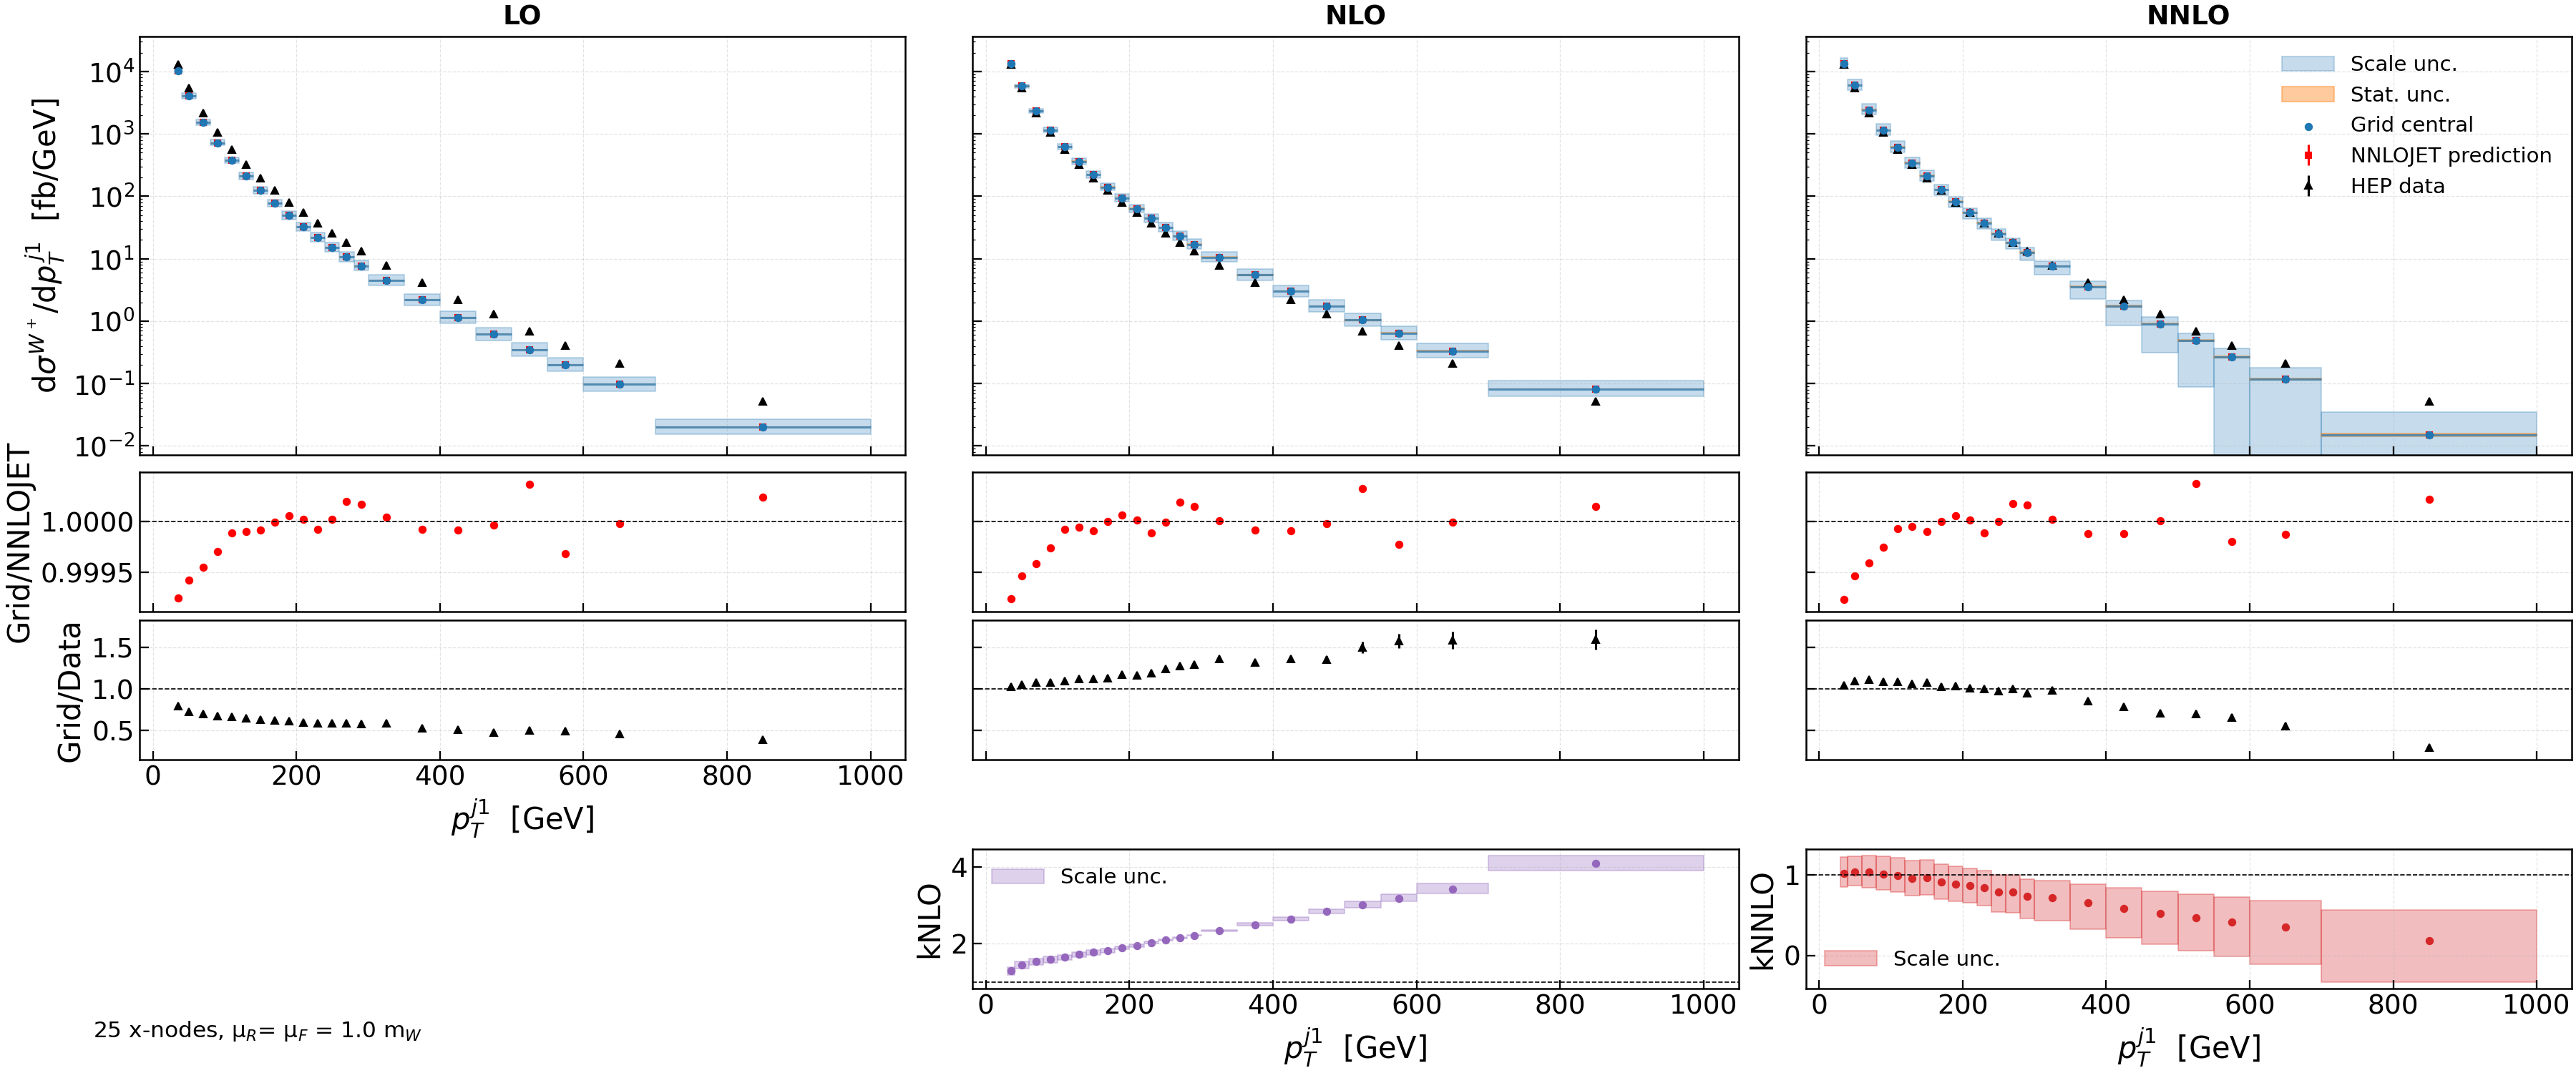 LO
NLO
NNLO
dσ^{W^+}/dp_T^{j1} [fb/GeV]
10^4
10^3
10^2
10^1
10^0
10^{-1}
10^{-2}
Scale unc.
Stat. unc.
Grid central
NNLOJET prediction
HEP data
Grid/NNLOJET
1.0000
0.9995
Grid/Data
1.5
1.0
0.5
0 200 400 600 800 1000
p_T^{j1} [GeV]
kNLO
4
2
Scale unc.
0 200 400 600 800 1000
p_T^{j1} [GeV]
kNNLO
1
0
Scale unc.
0 200 400 600 800 1000
p_T^{j1} [GeV]
25 x-nodes, μ_R= μ_F = 1.0 m_W